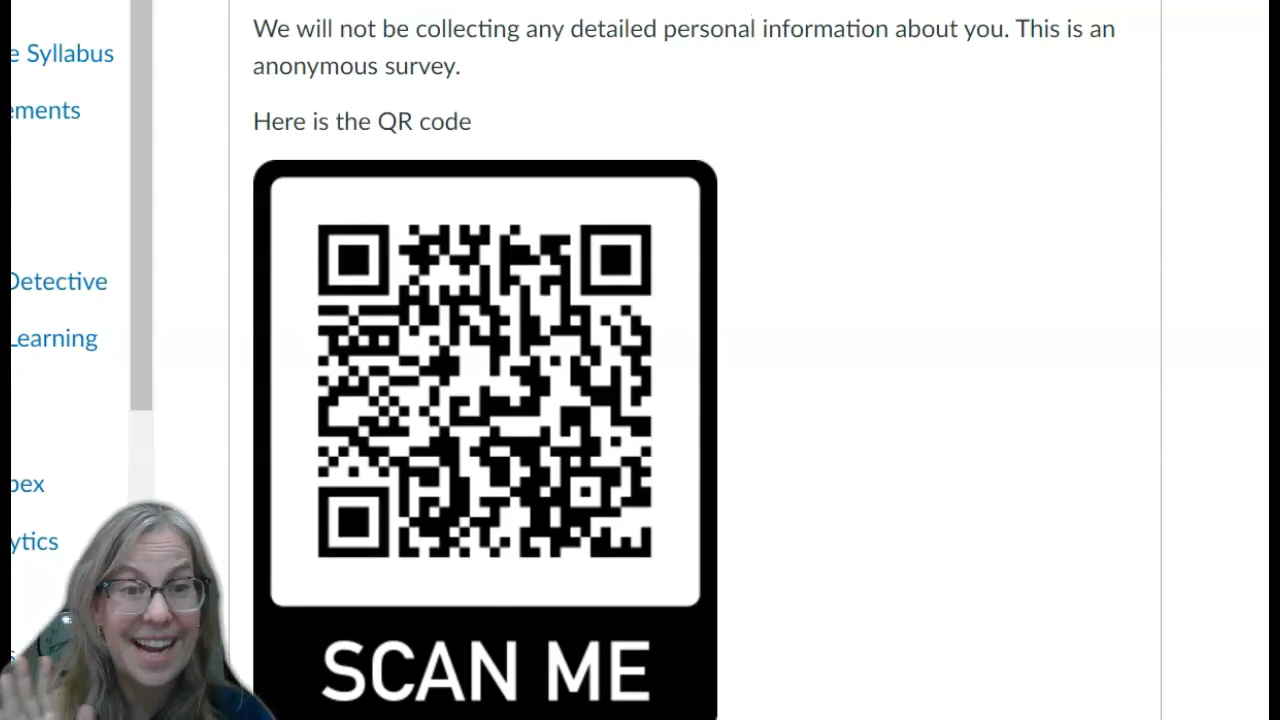 We will not be collecting any detailed personal information about you. This is an
anonymous survey.
Here is the QR code
SCAN ME
Syllabus
Learning